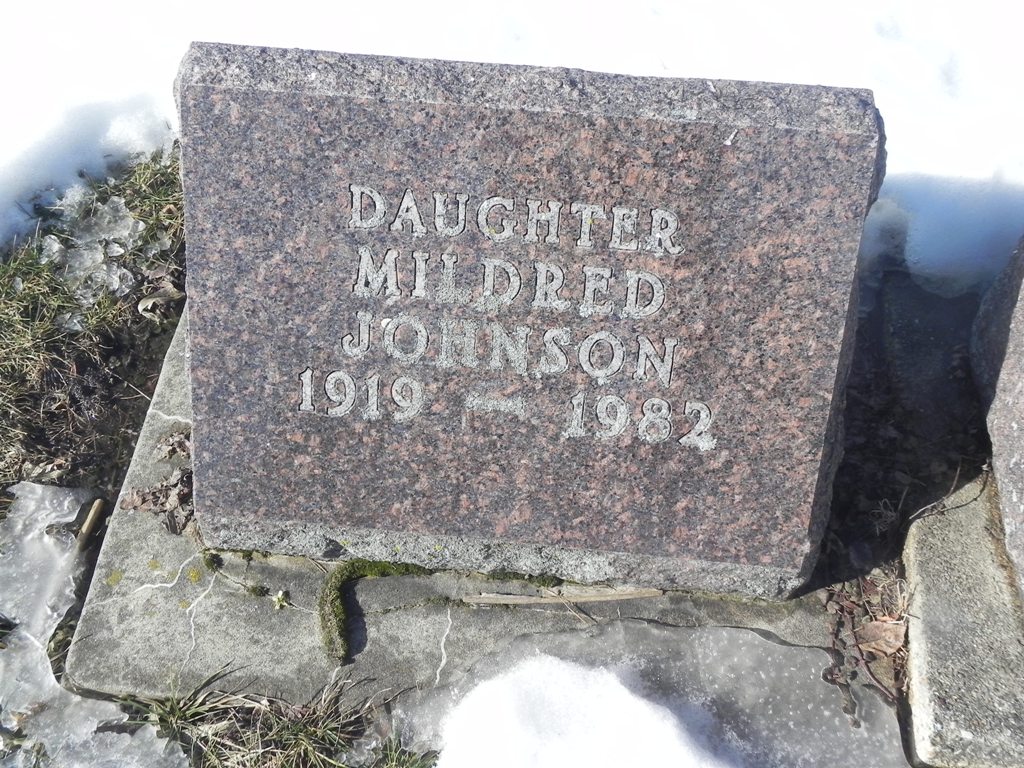 DAUGHTER
MILDRED
JOHNSON
1919 — 1982